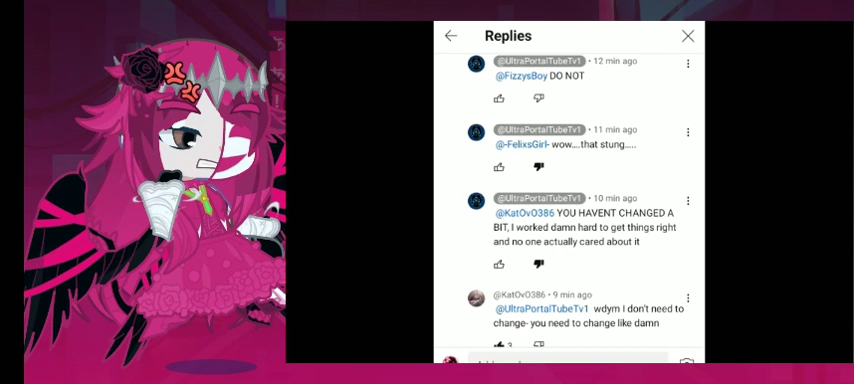 Replies
@UltraPortalTubeTv1 • 12 min ago
@FizzysBoy DO NOT
@UltraPortalTubeTv1 • 11 min ago
@-FelixsGirl- wow....that stung.....
@UltraPortalTubeTv1 • 10 min ago
@KatOvO386 YOU HAVENT CHANGED A
BIT, I worked damn hard to get things right
and no one actually cared about it
@KatOvO386 • 9 min ago
@UltraPortalTubeTv1 wdym I don't need to
change- you need to change like damn
3